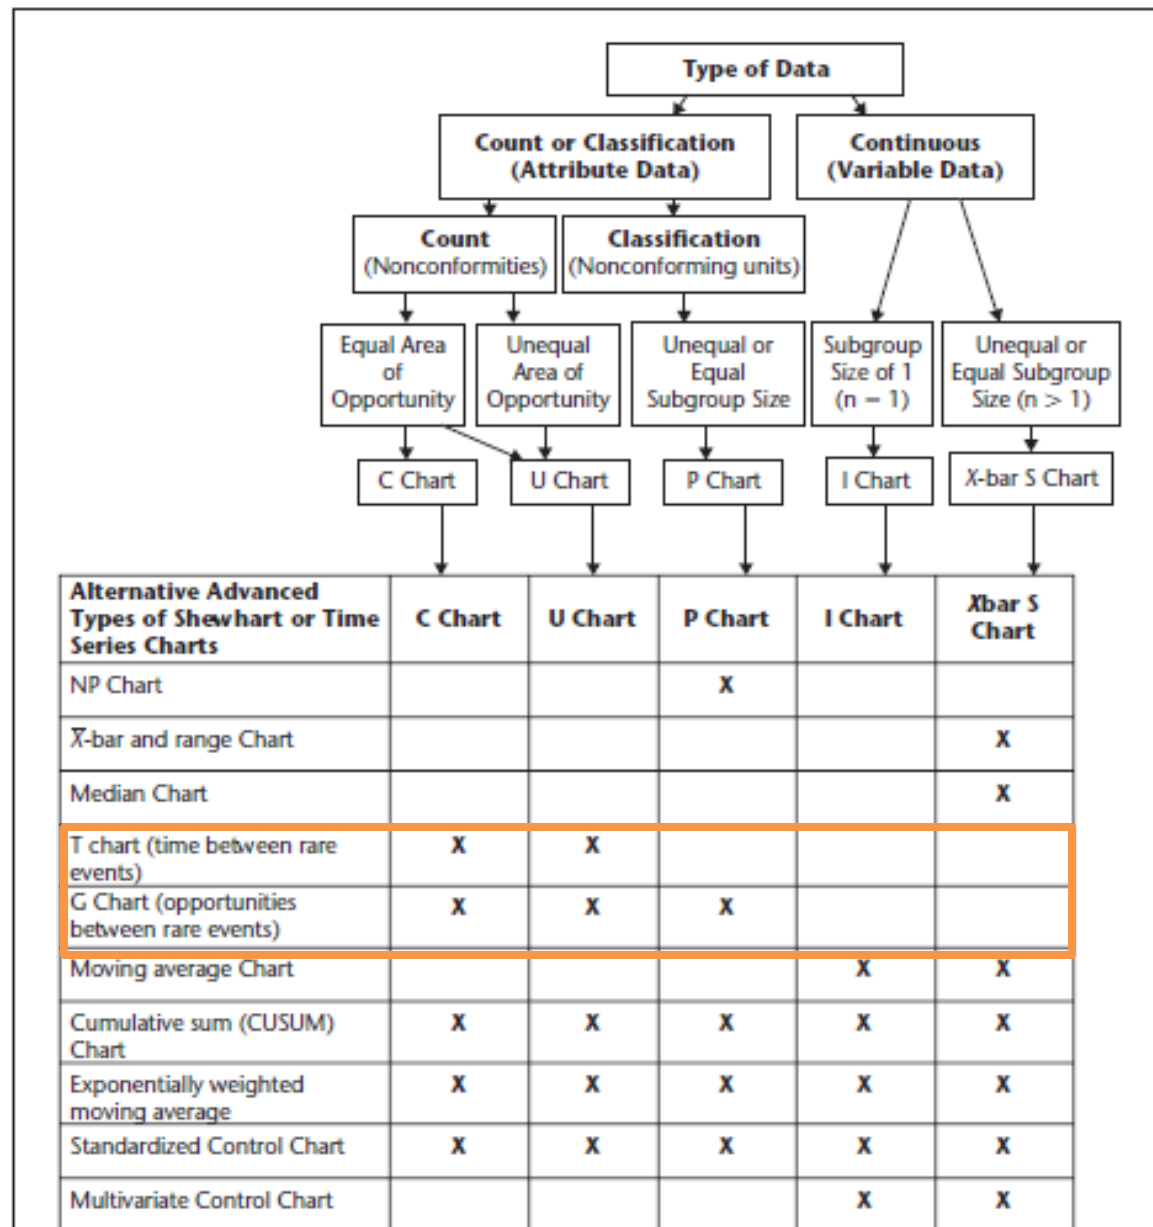 Type of Data
Count or Classification
(Attribute Data)
Continuous
(Variable Data)
Count
(Nonconformities)
Classification
(Nonconforming units)
Equal Area
of
Opportunity
Unequal
Area of
Opportunity
Unequal or
Equal
Subgroup Size
Subgroup
Size of 1
(n = 1)
Unequal or
Equal Subgroup
Size (n > 1)
C Chart
U Chart
P Chart
I Chart
X-bar S Chart
Alternative Advanced
Types of Shewhart or Time
Series Charts
C Chart
U Chart
P Chart
I Chart
Xbar S
Chart
NP Chart X
X̄-bar and range Chart X
Median Chart X
T chart (time between rare
events)
X X
G Chart (opportunities
between rare events)
X X X
Moving average Chart X X
Cumulative sum (CUSUM)
Chart
X X X X X
Exponentially weighted
moving average
X X X X X
Standardized Control Chart X X X X X
Multivariate Control Chart X X